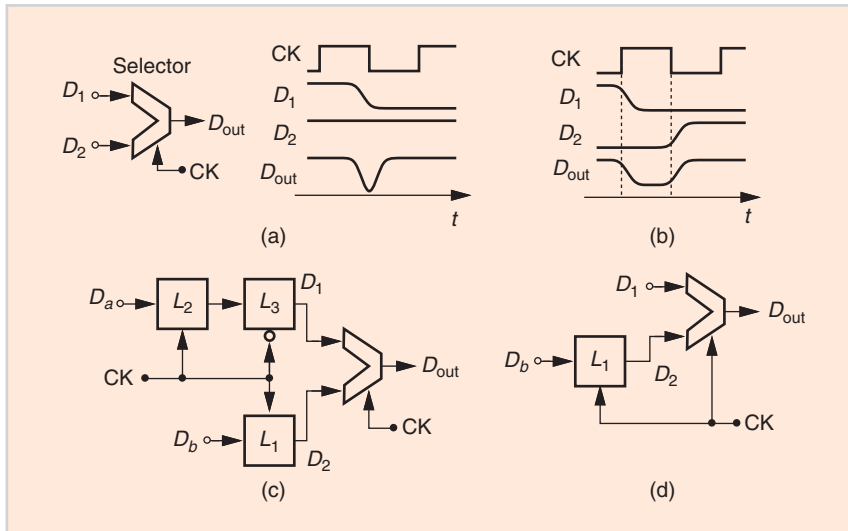 Selector
D1
D2
Dout
CK
CK
D1
D2
Dout
t
(a)
CK
D1
D2
Dout
t
(b)
Da
L2
L3
D1
CK
Dout
Db
L1
D2
CK
(c)
D1
Dout
Db
L1
D2
CK
(d)